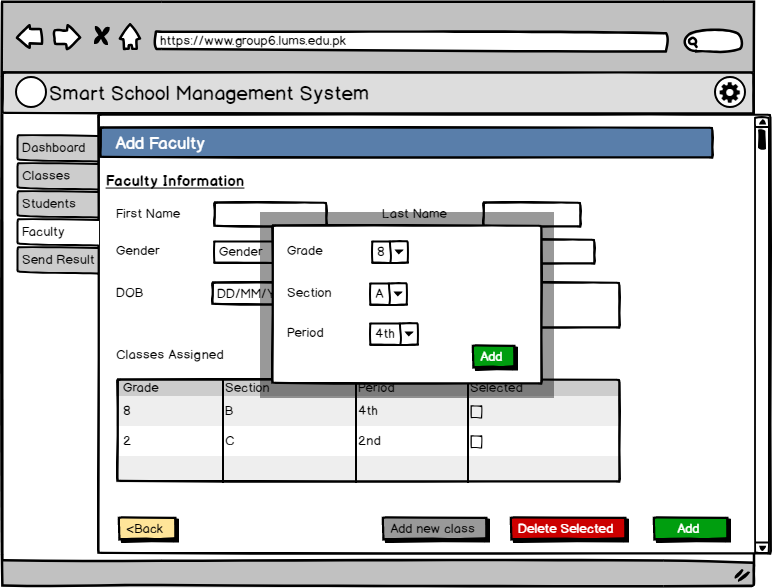 https://www.group6.lums.edu.pk
Smart School Management System
Dashboard
Classes
Students
Faculty
Send Result
Add Faculty
Faculty Information
First Name
Last Name
Gender
Gender
DOB
DD/MM/Y
Grade
8
Section
A
Period
4th
Add
Classes Assigned
Grade Section Period Selected
8 B 4th
2 C 2nd
<Back
Add new class
Delete Selected
Add